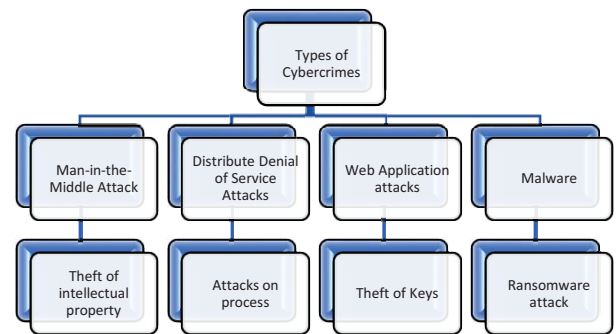 Types of
Cybercrimes
Man-in-the-
Middle Attack
Distribute Denial
of Service
Attacks
Web Application
attacks
Malware
Theft of
intellectual
property
Attacks on
process
Theft of Keys
Ransomware
attack